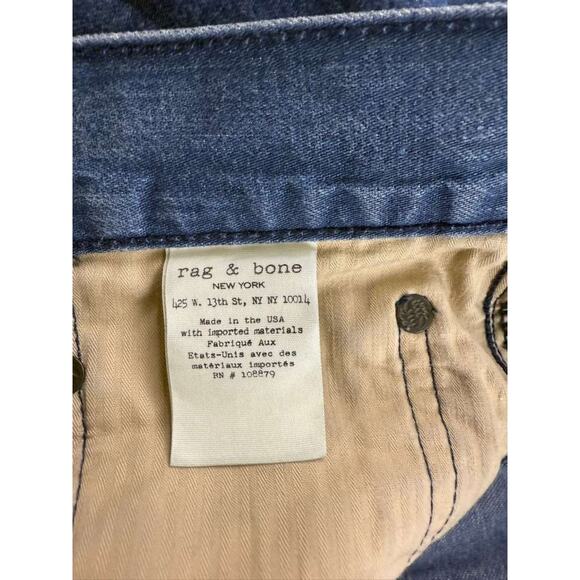 rag & bone
NEW YORK
425 W. 13th St, NY NY 10014
Made in the USA
with imported materials
Fabriqué Aux
Etats-Unis avec des
matériaux importés
RN # 108879